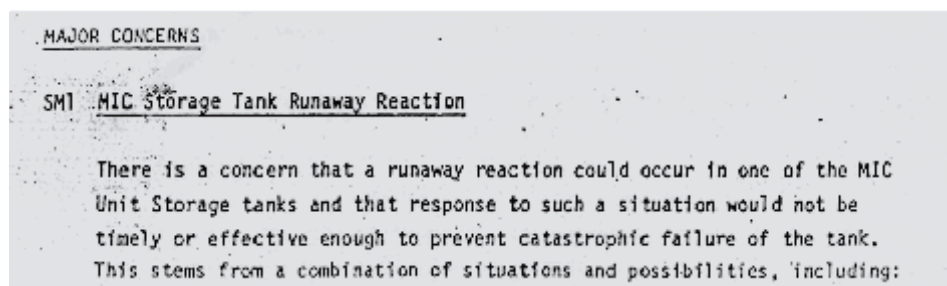 MAJOR CONCERNS
SM1 MIC Storage Tank Runaway Reaction
There is a concern that a runaway reaction could occur in one of the MIC
Unit Storage tanks and that response to such a situation would not be
timely or effective enough to prevent catastrophic failure of the tank.
This stems from a combination of situations and possibilities, including: